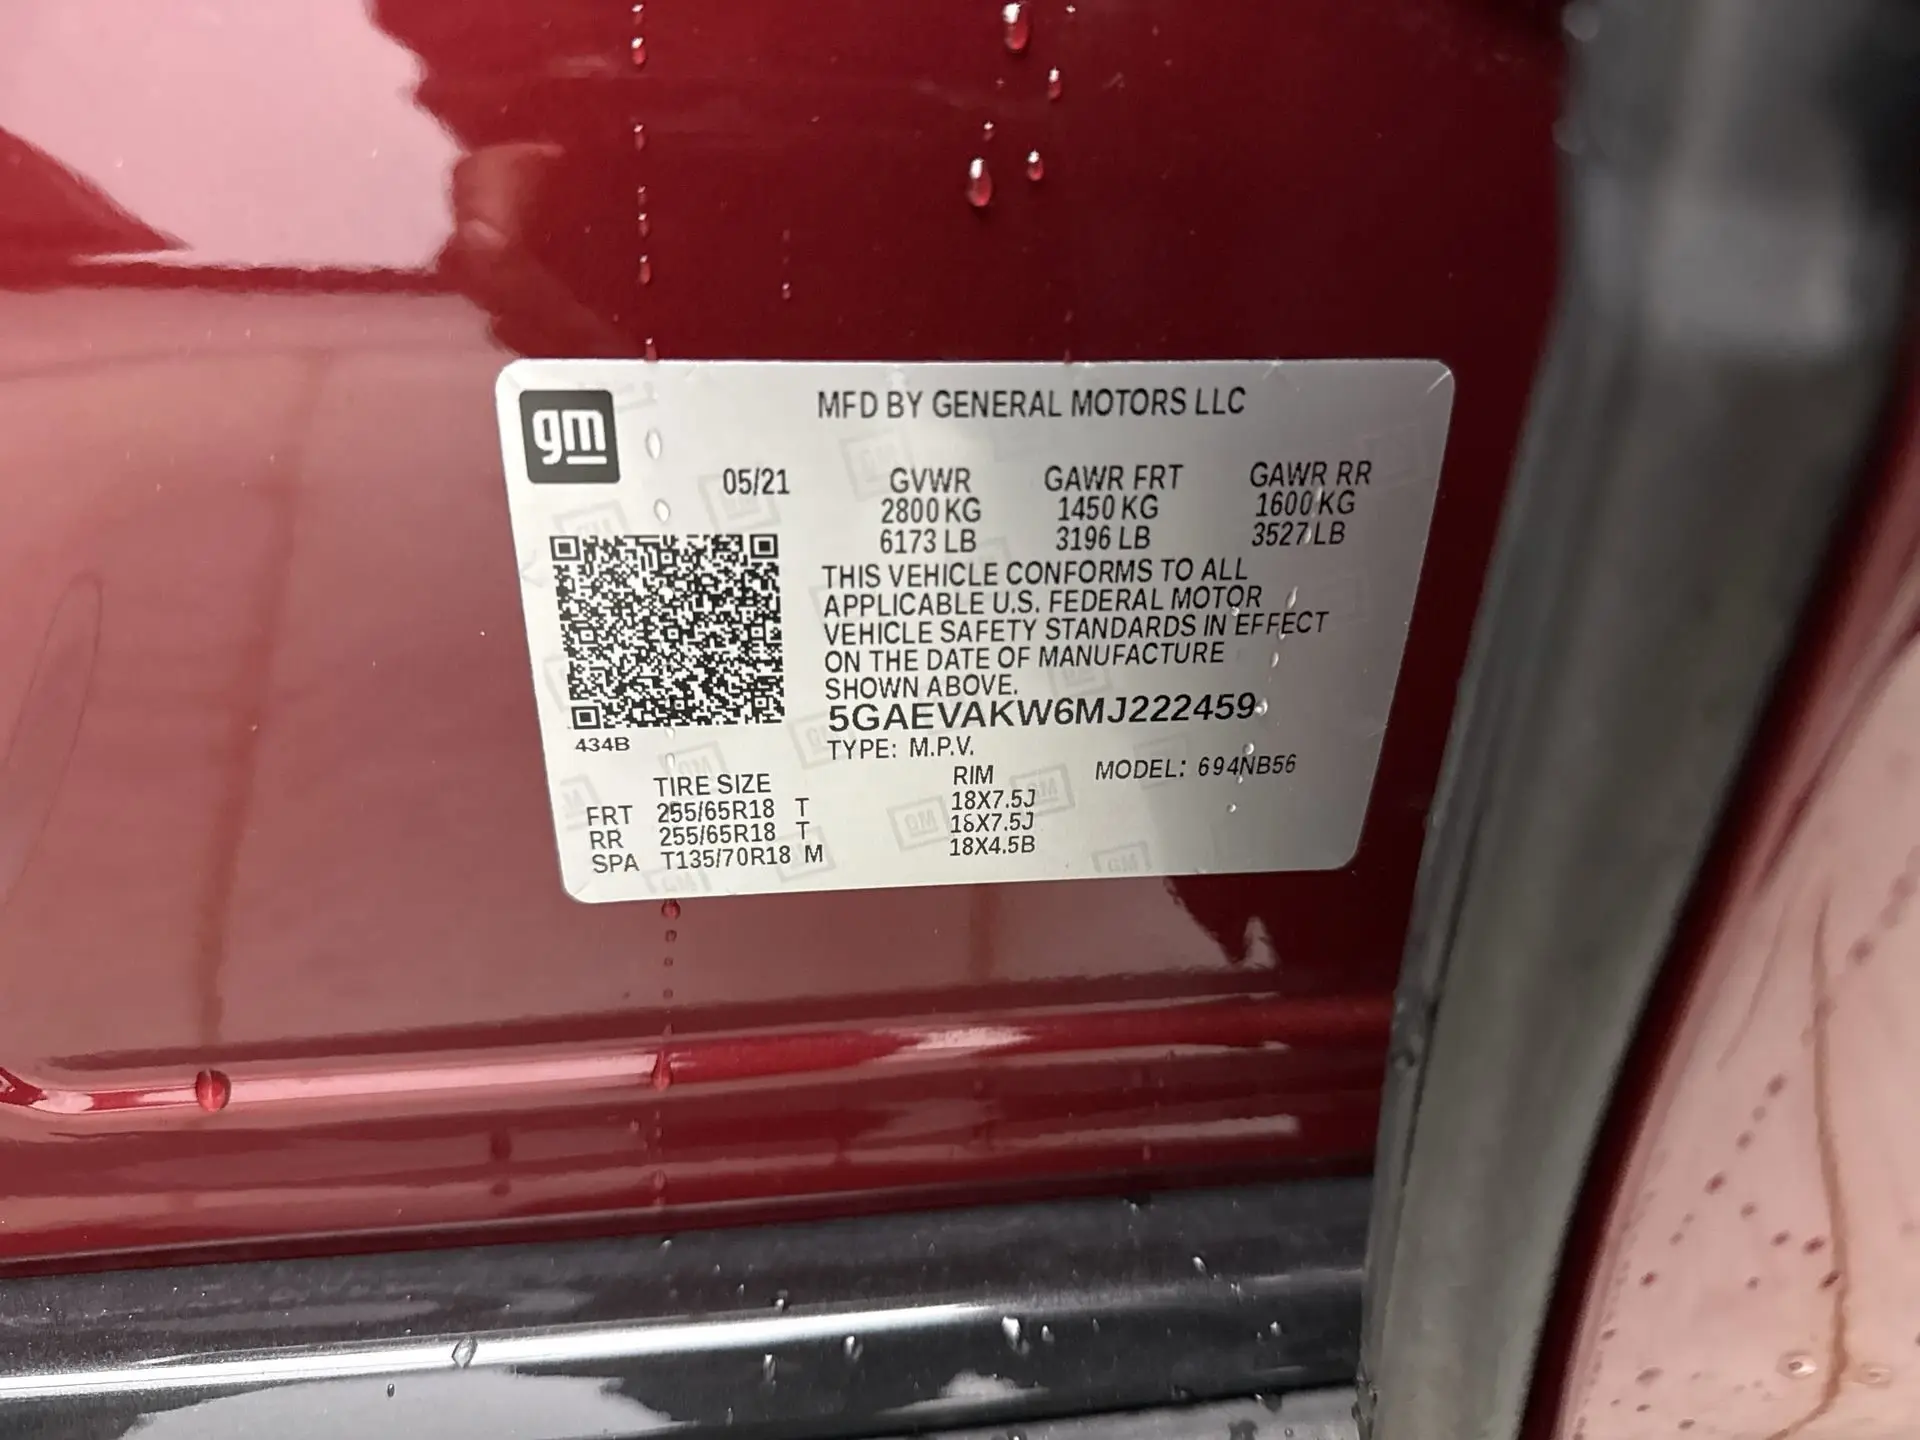 gm
MFD BY GENERAL MOTORS LLC
05/21 GVWR GAWR FRT GAWR RR
2800 KG 1450 KG 1600 KG
6173 LB 3196 LB 3527 LB
THIS VEHICLE CONFORMS TO ALL
APPLICABLE U.S. FEDERAL MOTOR
VEHICLE SAFETY STANDARDS IN EFFECT
ON THE DATE OF MANUFACTURE
SHOWN ABOVE.
5GAEVAKW6MJ222459
434B
TYPE: M.P.V.
TIRE SIZE RIM MODEL: 694NB56
FRT 255/65R18 T 18X7.5J
RR 255/65R18 T 18X7.5J
SPA T135/70R18 M 18X4.5B